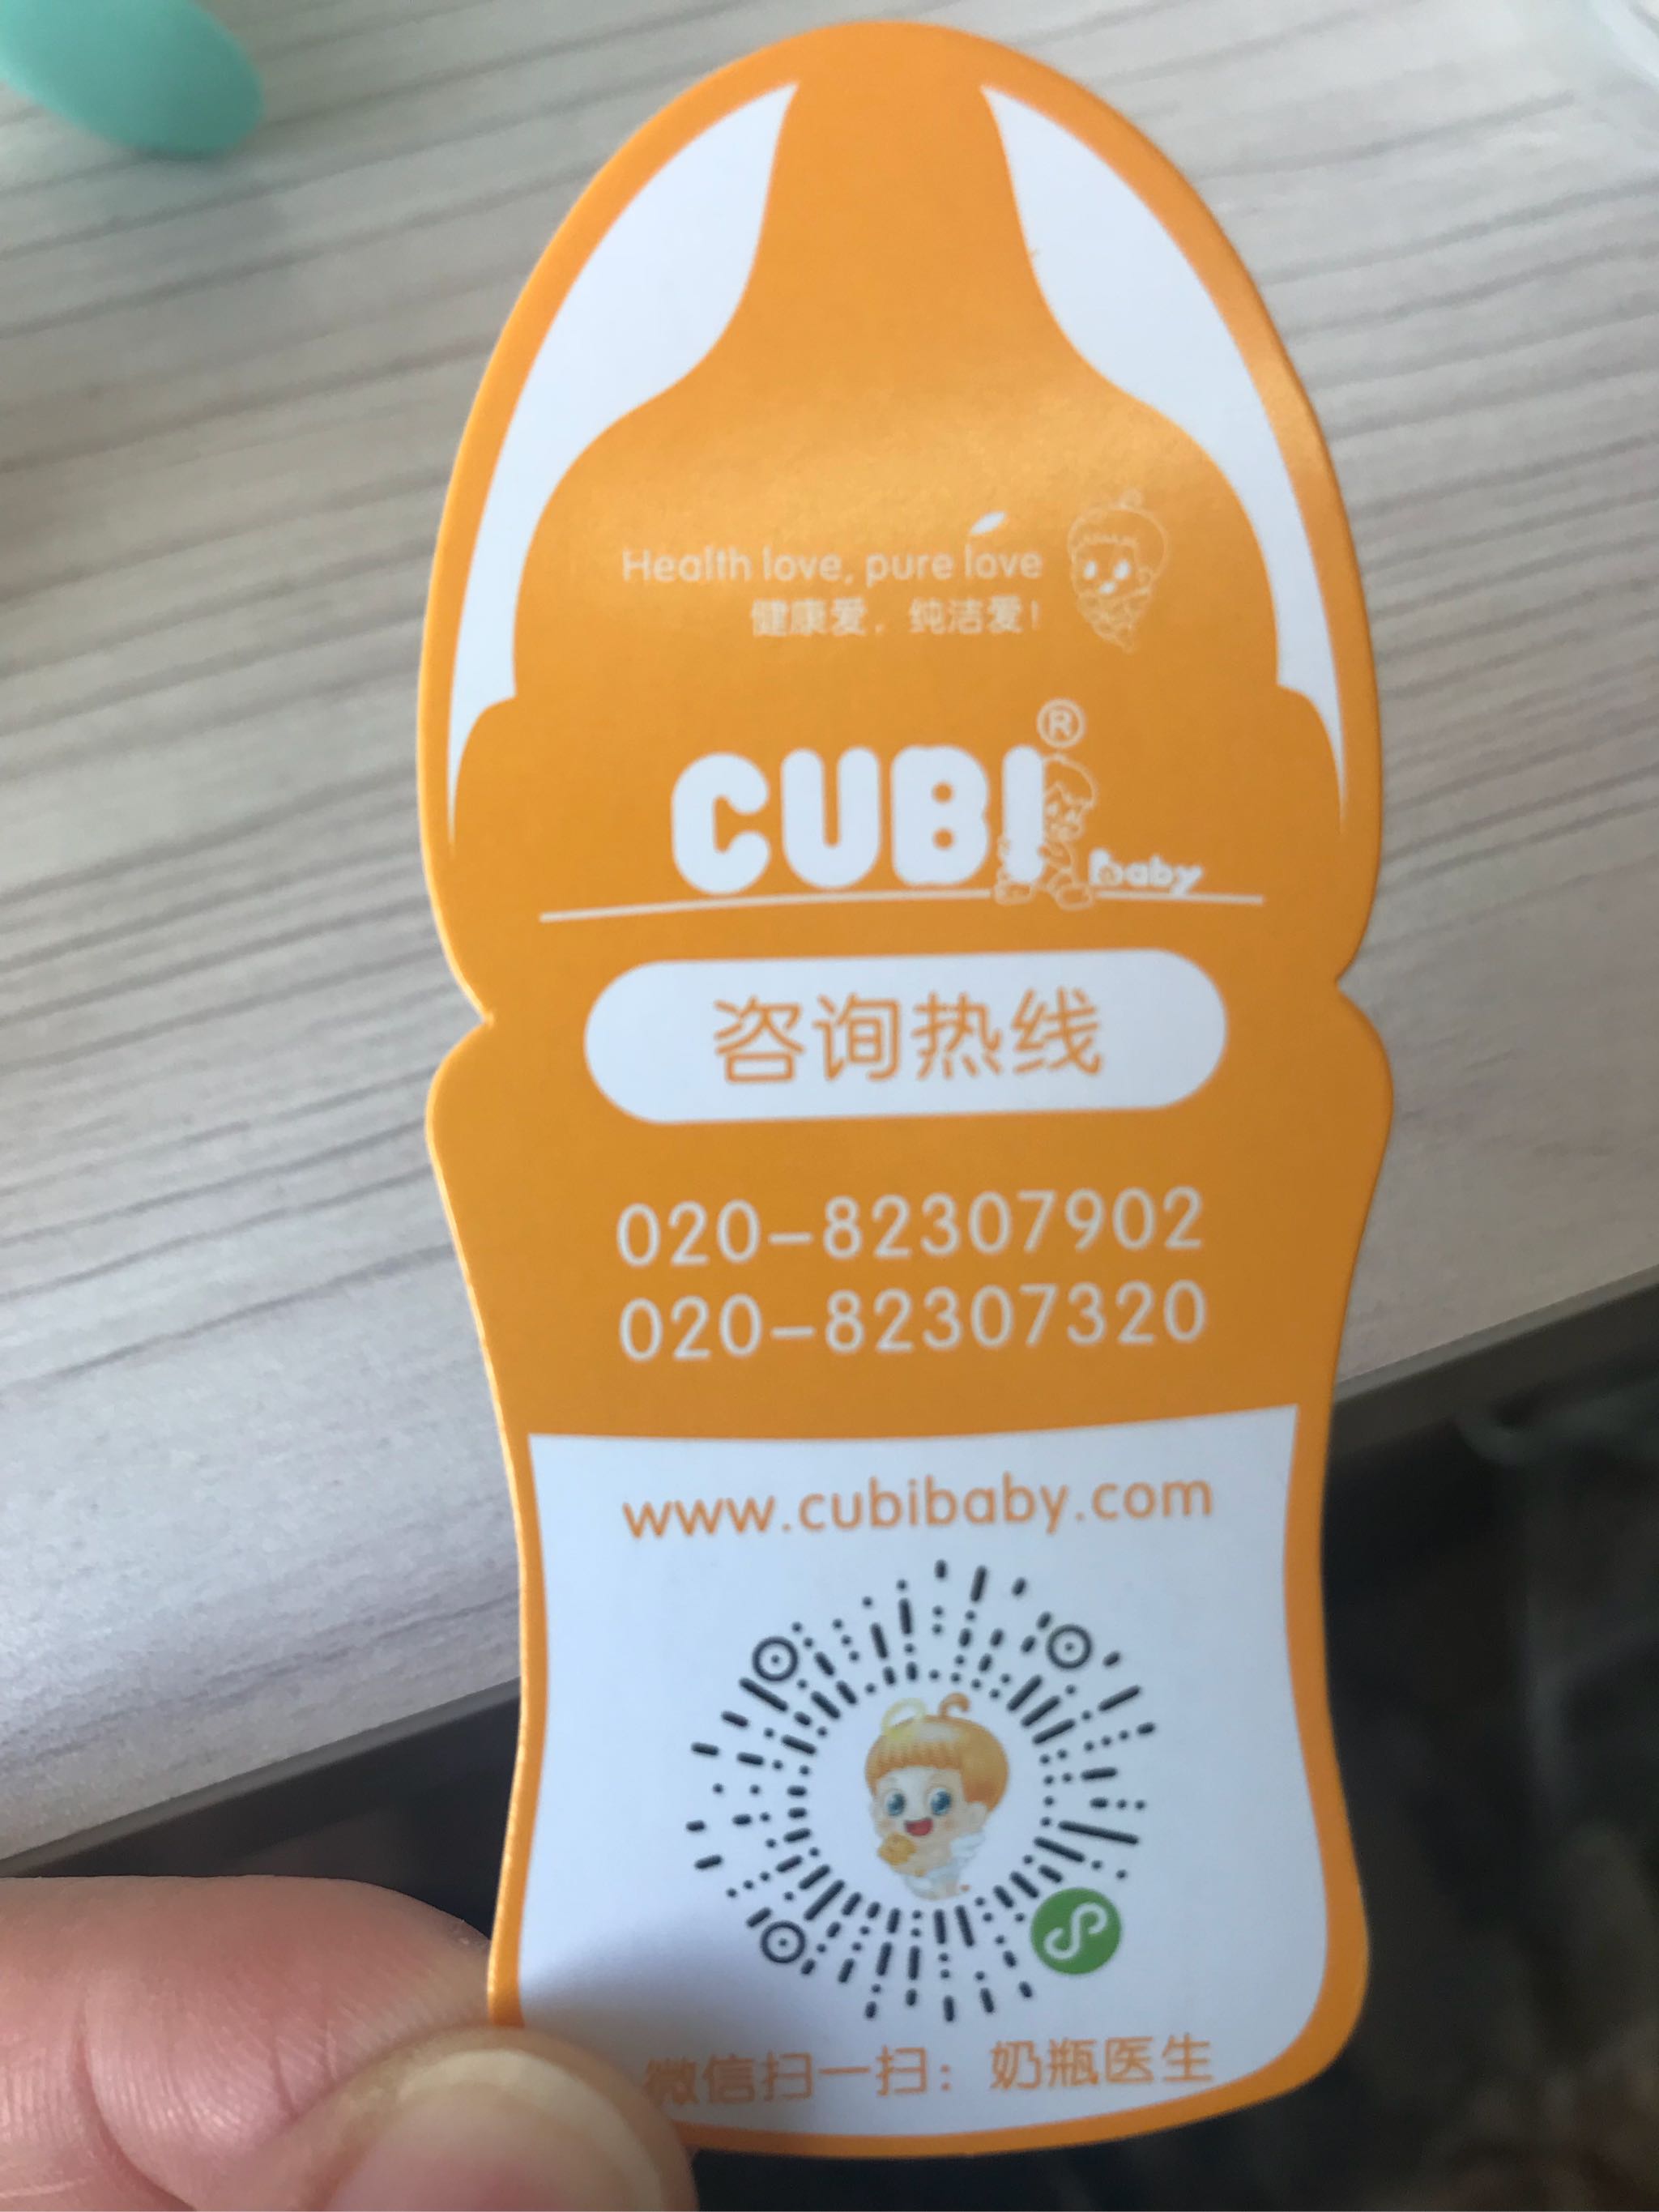 Health love, pure love
健康爱，纯洁爱！
CUBI® baby
咨询热线
020-82307902
020-82307320
www.cubibaby.com
微信扫一扫：奶瓶医生